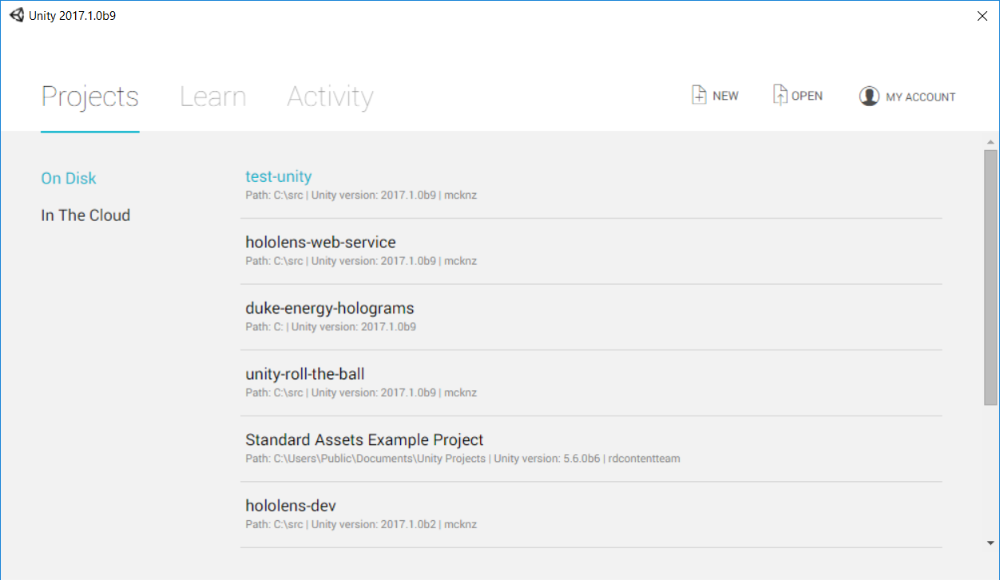 Unity 2017.1.0b9
Projects Learn Activity NEW OPEN MY ACCOUNT
On Disk
In The Cloud
test-unity
Path: C:\src | Unity version: 2017.1.0b9 | mcknz
hololens-web-service
Path: C:\src | Unity version: 2017.1.0b9 | mcknz
duke-energy-holograms
Path: C: | Unity version: 2017.1.0b9
unity-roll-the-ball
Path: C:\src | Unity version: 2017.1.0b9 | mcknz
Standard Assets Example Project
Path: C:\Users\Public\Documents\Unity Projects | Unity version: 5.6.0b6 | rdcontentteam
hololens-dev
Path: C:\src | Unity version: 2017.1.0b2 | mcknz